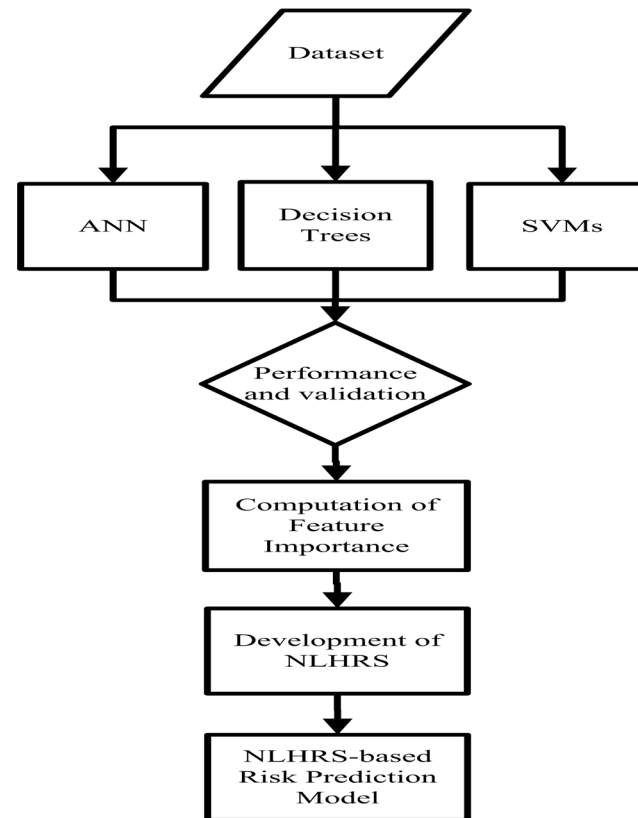 Dataset
ANN
Decision
Trees
SVMs
Performance
and validation
Computation of
Feature
Importance
Development of
NLHRS
NLHRS-based
Risk Prediction
Model